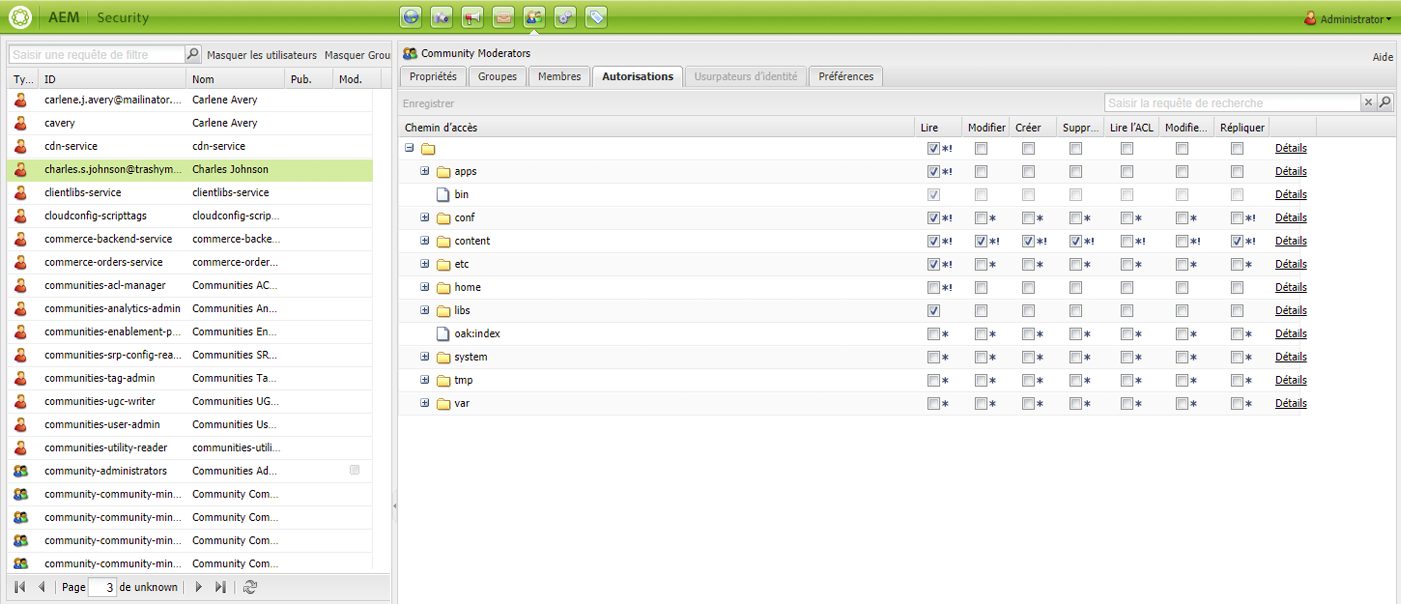 AEM Security Administrator
Saisir une requête de filtre Masquer les utilisateurs Masquer Grou
Ty... ID Nom Pub. Mod.
carlene.j.avery@mailinator.... Carlene Avery
cavery Carlene Avery
cdn-service cdn-service
charles.s.johnson@trashym... Charles Johnson
clientlibs-service clientlibs-service
cloudconfig-scripttags cloudconfig-scrip...
commerce-backend-service commerce-backe...
commerce-orders-service commerce-order...
communities-acl-manager Communities AC...
communities-analytics-admin Communities An...
communities-enablement-p... Communities En...
communities-srp-config-rea... Communities SR...
communities-tag-admin Communities Ta...
communities-ugc-writer Communities UG...
communities-user-admin Communities Us...
communities-utility-reader communities-utili...
community-administrators Communities Ad...
community-community-min... Community Com...
community-community-min... Community Com...
community-community-min... Community Com...
community-community-min... Community Com...
Page 3 de unknown
Community Moderators
Aide
Propriétés Groupes Membres Autorisations Usurpateurs d'identité Préférences
Enregistrer Saisir la requête de recherche
Chemin d'accès Lire Modifier Créer Suppr... Lire l'ACL Modifie... Répliquer
*! Détails
apps *! Détails
bin Détails
conf *! * * * * * *! Détails
content *! *! *! *! *! *! *! Détails
etc *! * * * * * * Détails
home *! Détails
libs Détails
oak:index * * * * * * * Détails
system * * * * * * * Détails
tmp * * * * * * * Détails
var * * * * * * * Détails